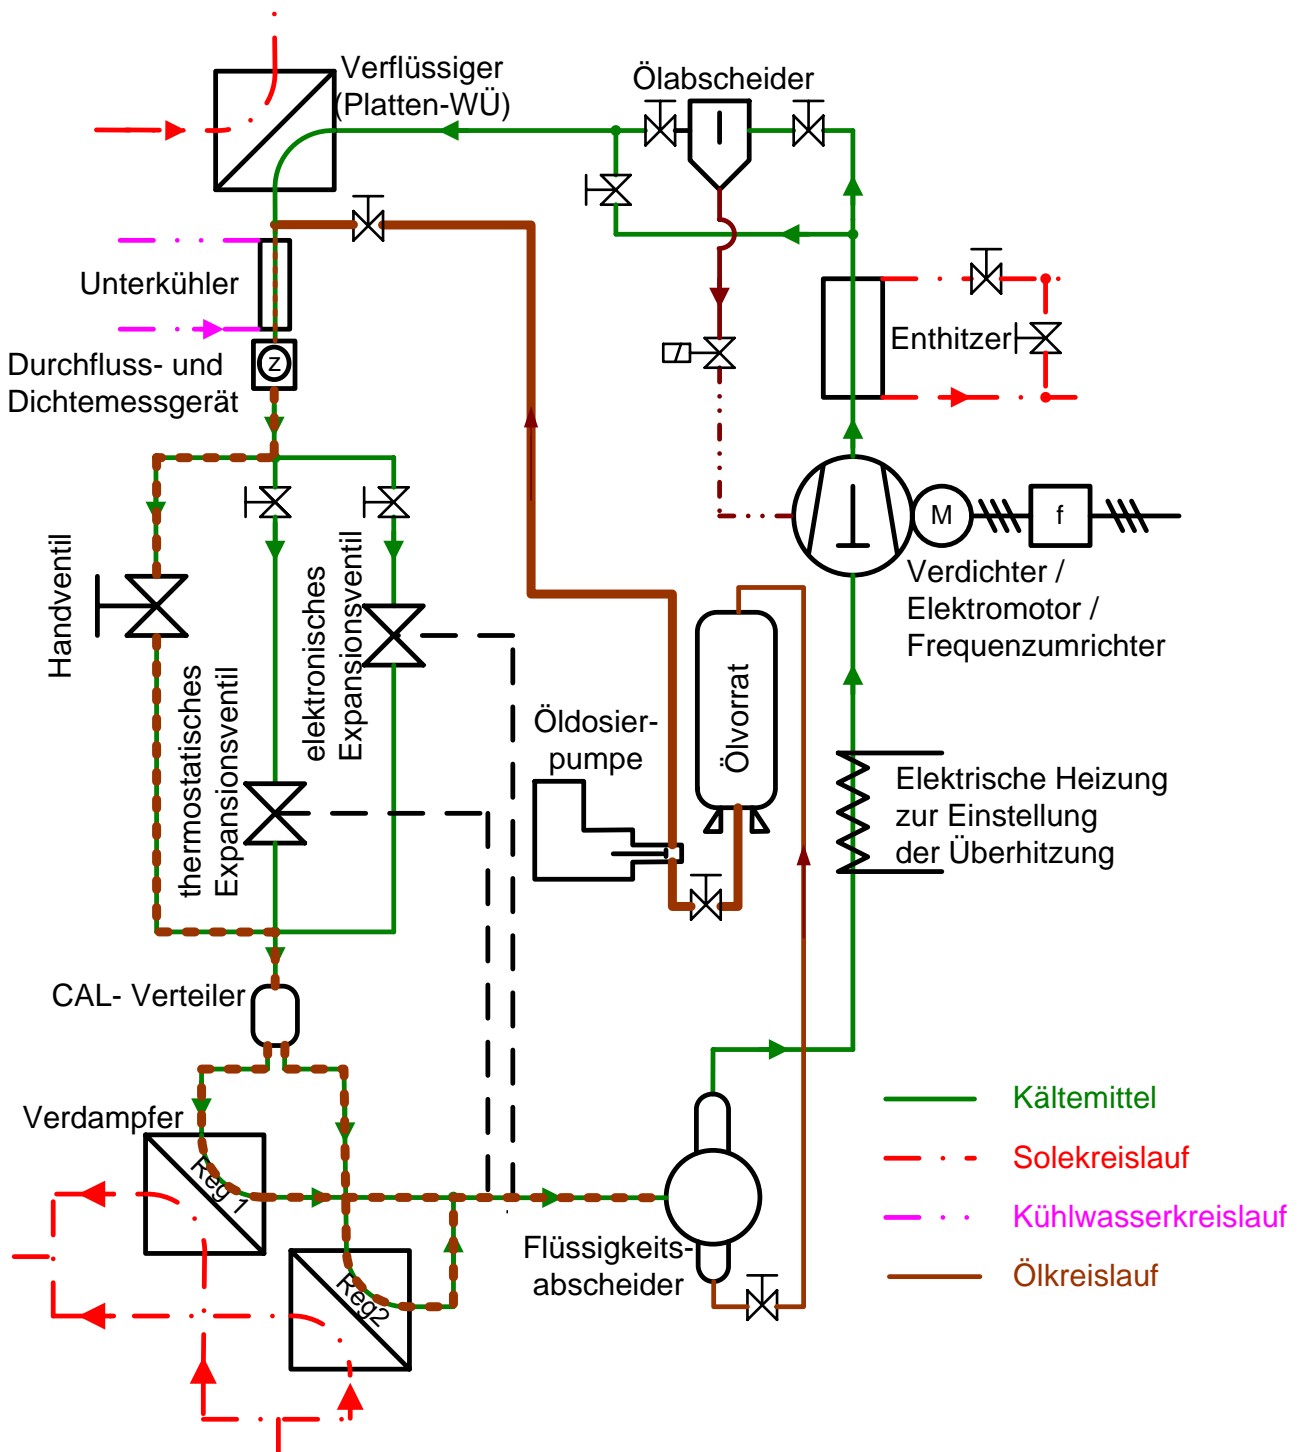 Verflüssiger
(Platten-WÜ)
Ölabscheider
Unterkühler
Enthitzer
Z
Durchfluss- und
Dichtemessgerät
M
f
Verdichter /
Elektromotor /
Frequenzumrichter
Handventil
thermostatisches
Expansionsventil
elektronisches
Expansionsventil
Öldosier-
pumpe
Ölvorrat
Elektrische Heizung
zur Einstellung
der Überhitzung
CAL- Verteiler
Verdampfer
Reg 1
Reg2
Flüssigkeits-
abscheider
Kältemittel
Solekreislauf
Kühlwasserkreislauf
Ölkreislauf